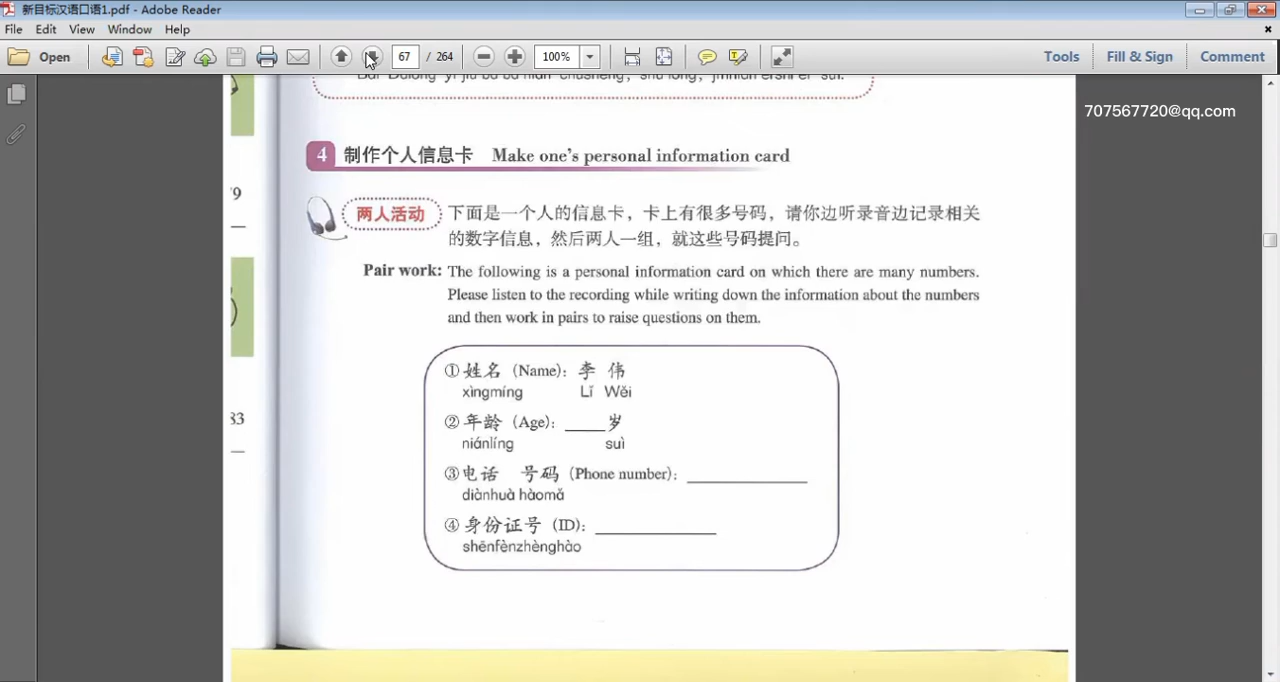 新目标汉语口语1.pdf - Adobe Reader
File Edit View Window Help
Open 67 / 264 100% Tools Fill & Sign Comment
707567720@qq.com
4 制作个人信息卡 Make one's personal information card
两人活动 下面是一个人的信息卡，卡上有很多号码，请你边听录音边记录相关
的数字信息，然后两人一组，就这些号码提问。
Pair work: The following is a personal information card on which there are many numbers.
Please listen to the recording while writing down the information about the numbers
and then work in pairs to raise questions on them.
①姓名（Name）：李 伟
xìngmíng Lǐ Wěi
②年龄（Age）：____岁
niánlíng suì
③电话 号码（Phone number）：____________
diànhuà hàomǎ
④身份证号（ID）：____________
shēnfènzhènghào